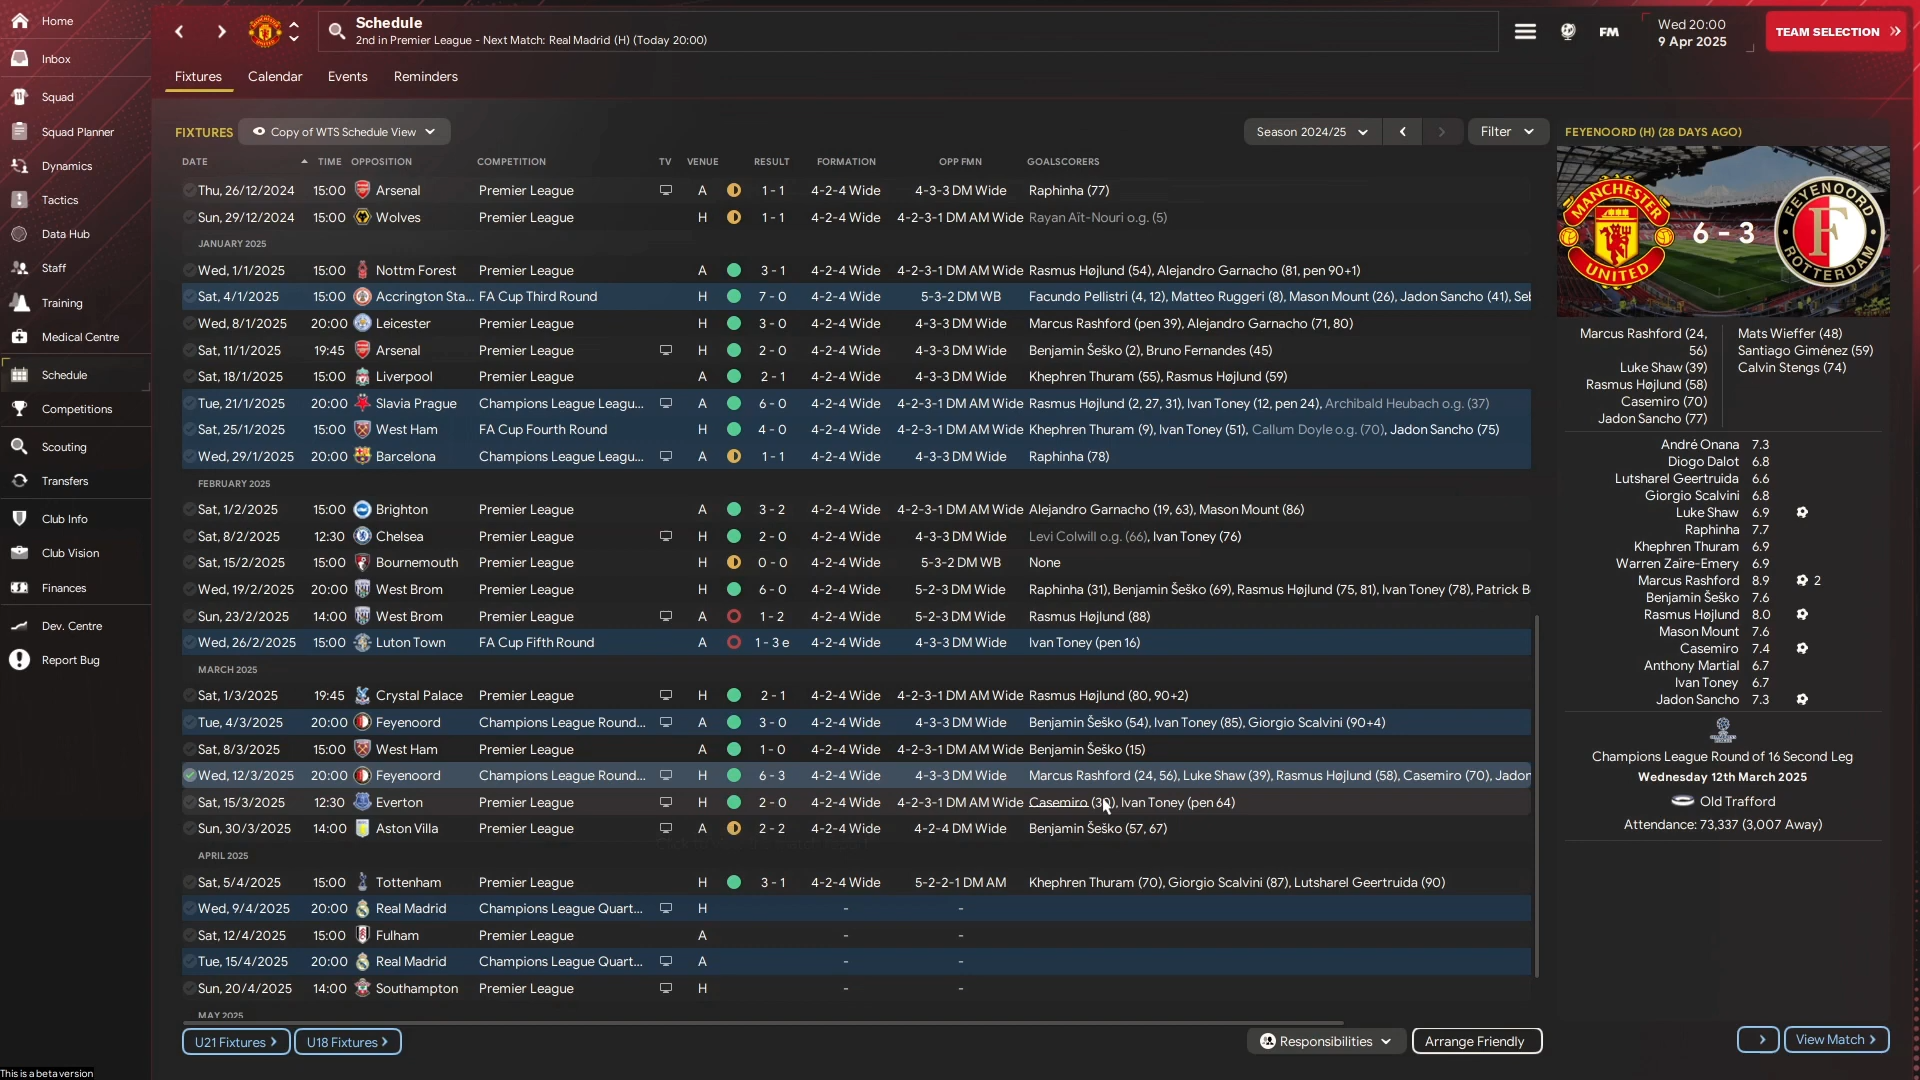 Home
Inbox
Squad
Squad Planner
Dynamics
Tactics
Data Hub
Staff
Training
Medical Centre
Schedule
Competitions
Scouting
Transfers
Club Info
Club Vision
Finances
Dev. Centre
Report Bug
This is a beta version
Schedule
2nd in Premier League - Next Match: Real Madrid (H) (Today 20:00)
FM
Wed 20:00
9 Apr 2025
TEAM SELECTION
Fixtures Calendar Events Reminders
FIXTURES Copy of WTS Schedule View Season 2024/25 Filter
DATE TIME OPPOSITION COMPETITION TV VENUE RESULT FORMATION OPP FMN GOALSCORERS
Thu, 26/12/2024 15:00 Arsenal Premier League A 1 - 1 4-2-4 Wide 4-3-3 DM Wide Raphinha (77)
Sun, 29/12/2024 15:00 Wolves Premier League H 1 - 1 4-2-4 Wide 4-2-3-1 DM AM Wide Rayan Aït-Nouri o.g. (5)
JANUARY 2025
Wed, 1/1/2025 15:00 Nottm Forest Premier League A 3 - 1 4-2-4 Wide 4-2-3-1 DM AM Wide Rasmus Højlund (54), Alejandro Garnacho (81, pen 90+1)
Sat, 4/1/2025 15:00 Accrington Sta... FA Cup Third Round H 7 - 0 4-2-4 Wide 5-3-2 DM WB Facundo Pellistri (4, 12), Matteo Ruggeri (8), Mason Mount (26), Jadon Sancho (41), Set
Wed, 8/1/2025 20:00 Leicester Premier League H 3 - 0 4-2-4 Wide 4-3-3 DM Wide Marcus Rashford (pen 39), Alejandro Garnacho (71, 80)
Sat, 11/1/2025 19:45 Arsenal Premier League H 2 - 0 4-2-4 Wide 4-3-3 DM Wide Benjamin Šeško (2), Bruno Fernandes (45)
Sat, 18/1/2025 15:00 Liverpool Premier League A 2 - 1 4-2-4 Wide 4-3-3 DM Wide Khephren Thuram (55), Rasmus Højlund (59)
Tue, 21/1/2025 20:00 Slavia Prague Champions League Leagu... A 6 - 0 4-2-4 Wide 4-2-3-1 DM AM Wide Rasmus Højlund (2, 27, 31), Ivan Toney (12, pen 24), Archibald Heubach o.g. (37)
Sat, 25/1/2025 15:00 West Ham FA Cup Fourth Round H 4 - 0 4-2-4 Wide 4-2-3-1 DM AM Wide Khephren Thuram (9), Ivan Toney (51), Callum Doyle o.g. (70), Jadon Sancho (75)
Wed, 29/1/2025 20:00 Barcelona Champions League Leagu... A 1 - 1 4-2-4 Wide 4-3-3 DM Wide Raphinha (78)
FEBRUARY 2025
Sat, 1/2/2025 15:00 Brighton Premier League A 3 - 2 4-2-4 Wide 4-2-3-1 DM AM Wide Alejandro Garnacho (19, 63), Mason Mount (86)
Sat, 8/2/2025 12:30 Chelsea Premier League H 2 - 0 4-2-4 Wide 4-3-3 DM Wide Levi Colwill o.g. (66), Ivan Toney (76)
Sat, 15/2/2025 15:00 Bournemouth Premier League H 0 - 0 4-2-4 Wide 5-3-2 DM WB None
Wed, 19/2/2025 20:00 West Brom Premier League H 6 - 0 4-2-4 Wide 5-2-3 DM Wide Raphinha (31), Benjamin Šeško (69), Rasmus Højlund (75, 81), Ivan Toney (78), Patrick B
Sun, 23/2/2025 14:00 West Brom Premier League A 1 - 2 4-2-4 Wide 5-2-3 DM Wide Rasmus Højlund (88)
Wed, 26/2/2025 15:00 Luton Town FA Cup Fifth Round A 1 - 3 e 4-2-4 Wide 4-3-3 DM Wide Ivan Toney (pen 16)
MARCH 2025
Sat, 1/3/2025 19:45 Crystal Palace Premier League H 2 - 1 4-2-4 Wide 4-2-3-1 DM AM Wide Rasmus Højlund (80, 90+2)
Tue, 4/3/2025 20:00 Feyenoord Champions League Round... A 3 - 0 4-2-4 Wide 4-3-3 DM Wide Benjamin Šeško (54), Ivan Toney (85), Giorgio Scalvini (90+4)
Sat, 8/3/2025 15:00 West Ham Premier League A 1 - 0 4-2-4 Wide 4-2-3-1 DM AM Wide Benjamin Šeško (15)
Wed, 12/3/2025 20:00 Feyenoord Champions League Round... H 6 - 3 4-2-4 Wide 4-3-3 DM Wide Marcus Rashford (24, 56), Luke Shaw (39), Rasmus Højlund (58), Casemiro (70), Jadon
Sat, 15/3/2025 12:30 Everton Premier League H 2 - 0 4-2-4 Wide 4-2-3-1 DM AM Wide Casemiro (30), Ivan Toney (pen 64)
Sun, 30/3/2025 14:00 Aston Villa Premier League A 2 - 2 4-2-4 Wide 4-2-4 DM Wide Benjamin Šeško (57, 67)
APRIL 2025
Sat, 5/4/2025 15:00 Tottenham Premier League H 3 - 1 4-2-4 Wide 5-2-2-1 DM AM Khephren Thuram (70), Giorgio Scalvini (87), Lutsharel Geertruida (90)
Wed, 9/4/2025 20:00 Real Madrid Champions League Quart... H - -
Sat, 12/4/2025 15:00 Fulham Premier League A - -
Tue, 15/4/2025 20:00 Real Madrid Champions League Quart... A - -
Sun, 20/4/2025 14:00 Southampton Premier League H - -
MAY 2025
U21 Fixtures U18 Fixtures Responsibilities Arrange Friendly
FEYENOORD (H) (28 DAYS AGO)
MANCHESTER UNITED
6 - 3
FEYENOORD ROTTERDAM
Marcus Rashford (24, 56)
Luke Shaw (39)
Rasmus Højlund (58)
Casemiro (70)
Jadon Sancho (77)
Mats Wieffer (48)
Santiago Giménez (59)
Calvin Stengs (74)
André Onana 7.3
Diogo Dalot 6.8
Lutsharel Geertruida 6.6
Giorgio Scalvini 6.8
Luke Shaw 6.9
Raphinha 7.7
Khephren Thuram 6.9
Warren Zaïre-Emery 6.9
Marcus Rashford 8.9 2
Benjamin Šeško 7.6
Rasmus Højlund 8.0
Mason Mount 7.6
Casemiro 7.4
Anthony Martial 6.7
Ivan Toney 6.7
Jadon Sancho 7.3
Champions League Round of 16 Second Leg
Wednesday 12th March 2025
Old Trafford
Attendance: 73,337 (3,007 Away)
View Match